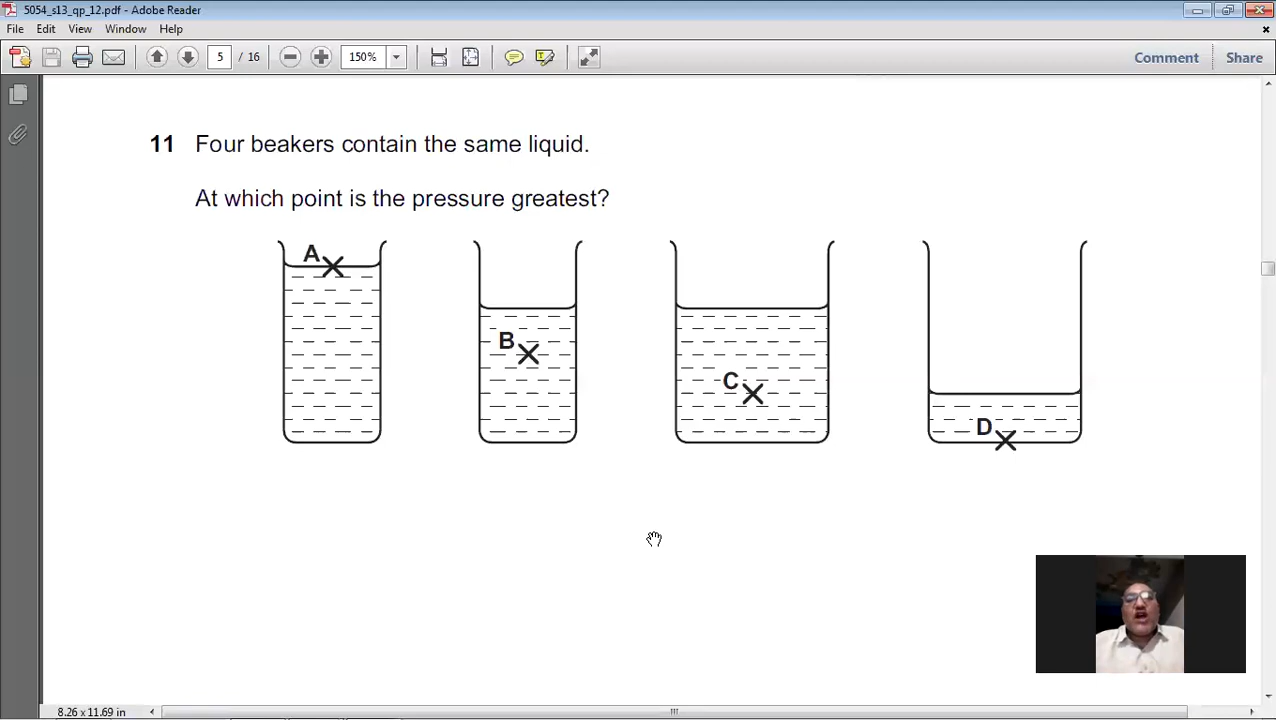 5054_s13_qp_12.pdf - Adobe Reader
File Edit View Window Help
5 / 16 150% Comment Share
11 Four beakers contain the same liquid.
At which point is the pressure greatest?
A
B
C
D
8.26 x 11.69 in